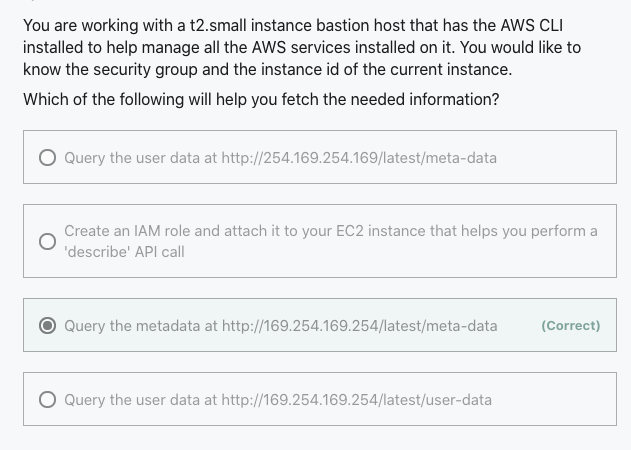 You are working with a t2.small instance bastion host that has the AWS CLI
installed to help manage all the AWS services installed on it. You would like to
know the security group and the instance id of the current instance.
Which of the following will help you fetch the needed information?
Query the user data at http://254.169.254.169/latest/meta-data
Create an IAM role and attach it to your EC2 instance that helps you perform a
'describe' API call
Query the metadata at http://169.254.169.254/latest/meta-data (Correct)
Query the user data at http://169.254.169.254/latest/user-data